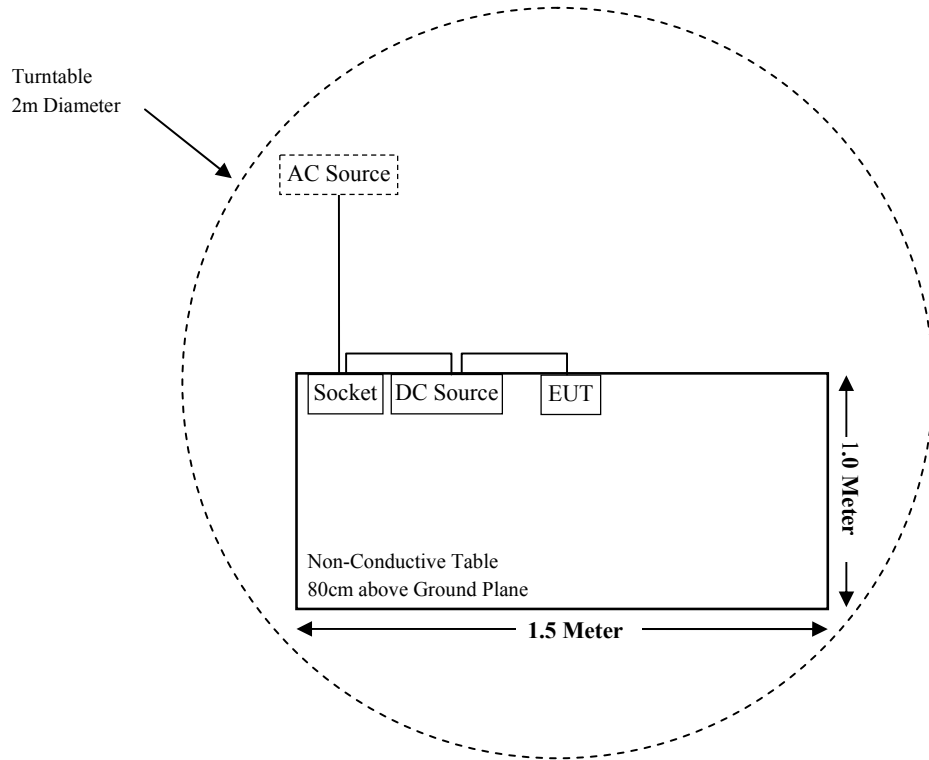 Turntable
2m Diameter
AC Source
Socket
DC Source
EUT
1.0 Meter
Non-Conductive Table
80cm above Ground Plane
1.5 Meter